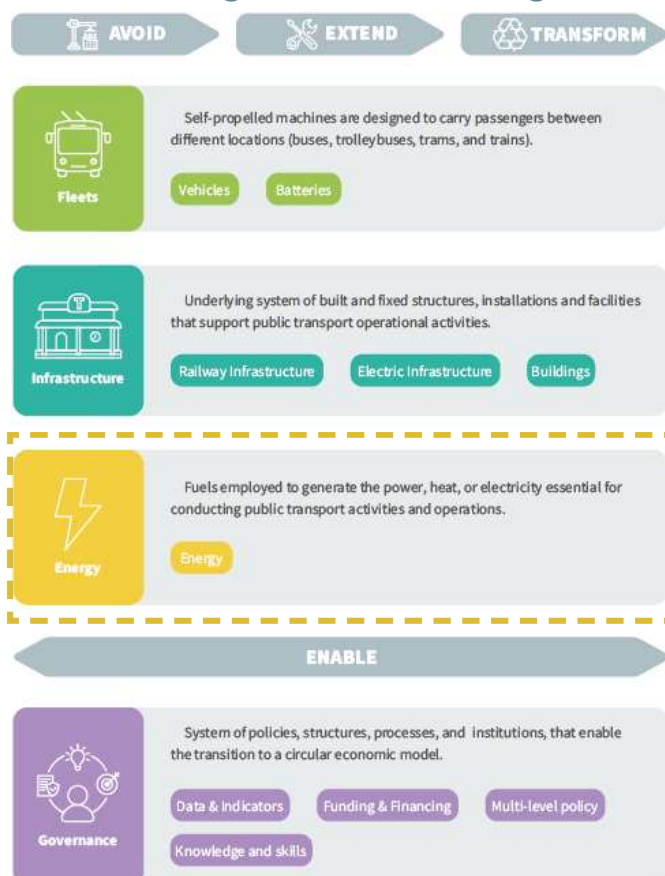 AVOID
EXTEND
TRANSFORM
Self-propelled machines are designed to carry passengers between
different locations (buses, trolleybuses, trams, and trains).
Fleets
Vehicles
Batteries
Underlying system of built and fixed structures, installations and facilities
that support public transport operational activities.
T
Infrastructure
Railway Infrastructure
Electric Infrastructure
Buildings
Fuels employed to generate the power, heat, or electricity essential for
conducting public transport activities and operations.
Energy
Energy
ENABLE
System of policies, structures, processes, and institutions, that enable
the transition to a circular economic model.
Governance
Data & Indicators
Funding & Financing
Multi-level policy
Knowledge and skills